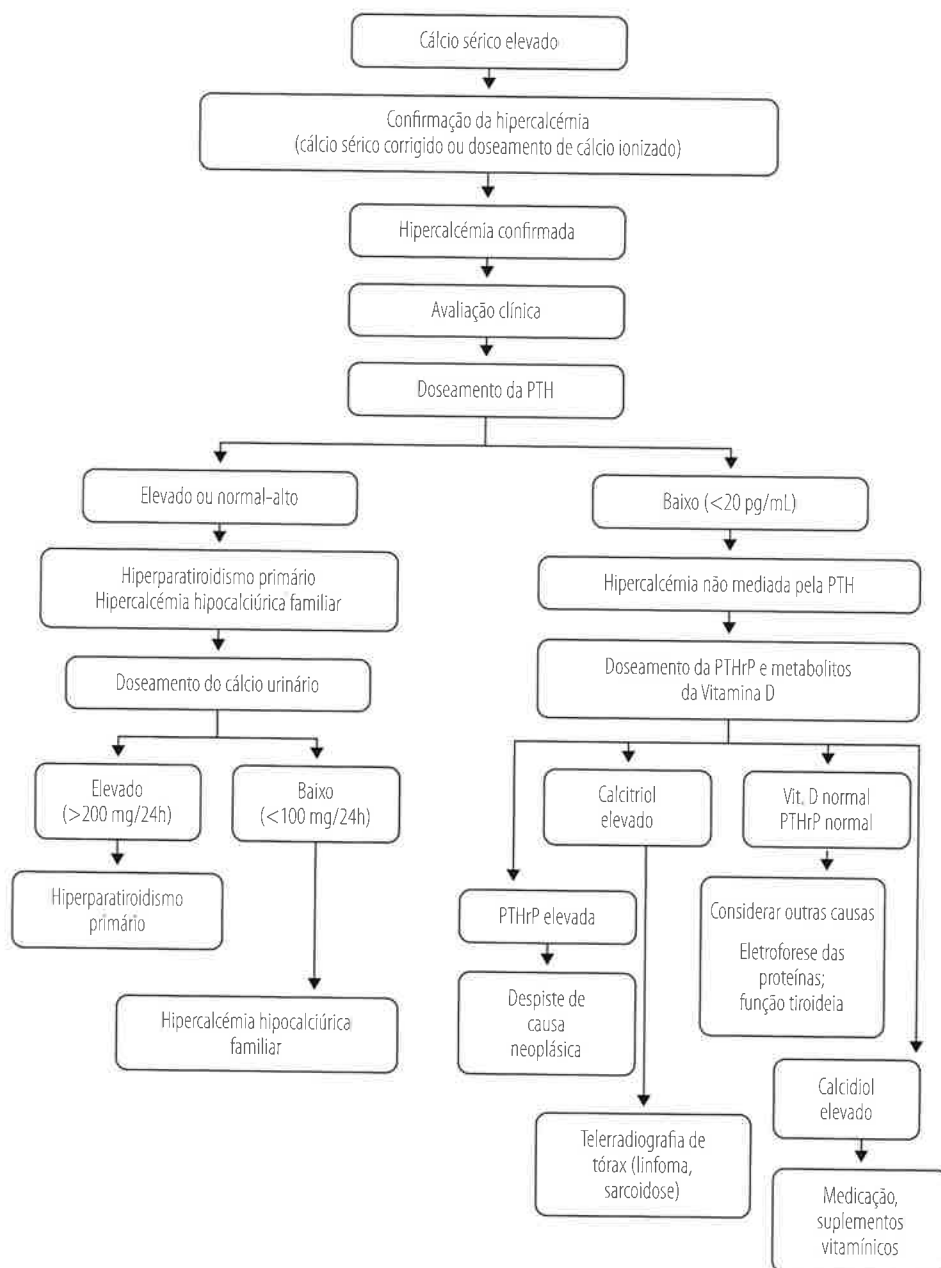 Cálcio sérico elevado
Confirmação da hipercalcémia
(cálcio sérico corrigido ou doseamento de cálcio ionizado)
Hipercalcémia confirmada
Avaliação clínica
Doseamento da PTH
Elevado ou normal-alto
Hiperparatiroidismo primário
Hipercalcémia hipocalciúrica familiar
Doseamento do cálcio urinário
Elevado
(>200 mg/24h)
Baixo
(<100 mg/24h)
Hiperparatiroidismo
primário
Hipercalcémia hipocalciúrica
familiar
Baixo (<20 pg/mL)
Hipercalcémia não mediada pela PTH
Doseamento da PTHrP e metabolitos
da Vitamina D
PTHrP elevada
Despiste de
causa
neoplásica
Calcitriol
elevado
Telerradiografia de
tórax (linfoma,
sarcoidose)
Vit. D normal
PTHrP normal
Considerar outras causas
Eletroforese das
proteínas;
função tiroideia
Calcidiol
elevado
Medicação,
suplementos
vitamínicos